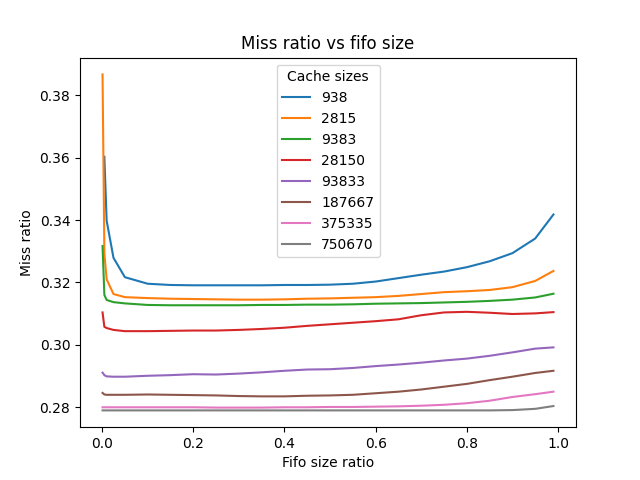 Miss ratio vs fifo size
Cache sizes
938
2815
9383
28150
93833
187667
375335
750670
Miss ratio
0.38
0.36
0.34
0.32
0.30
0.28
0.0 0.2 0.4 0.6 0.8 1.0
Fifo size ratio